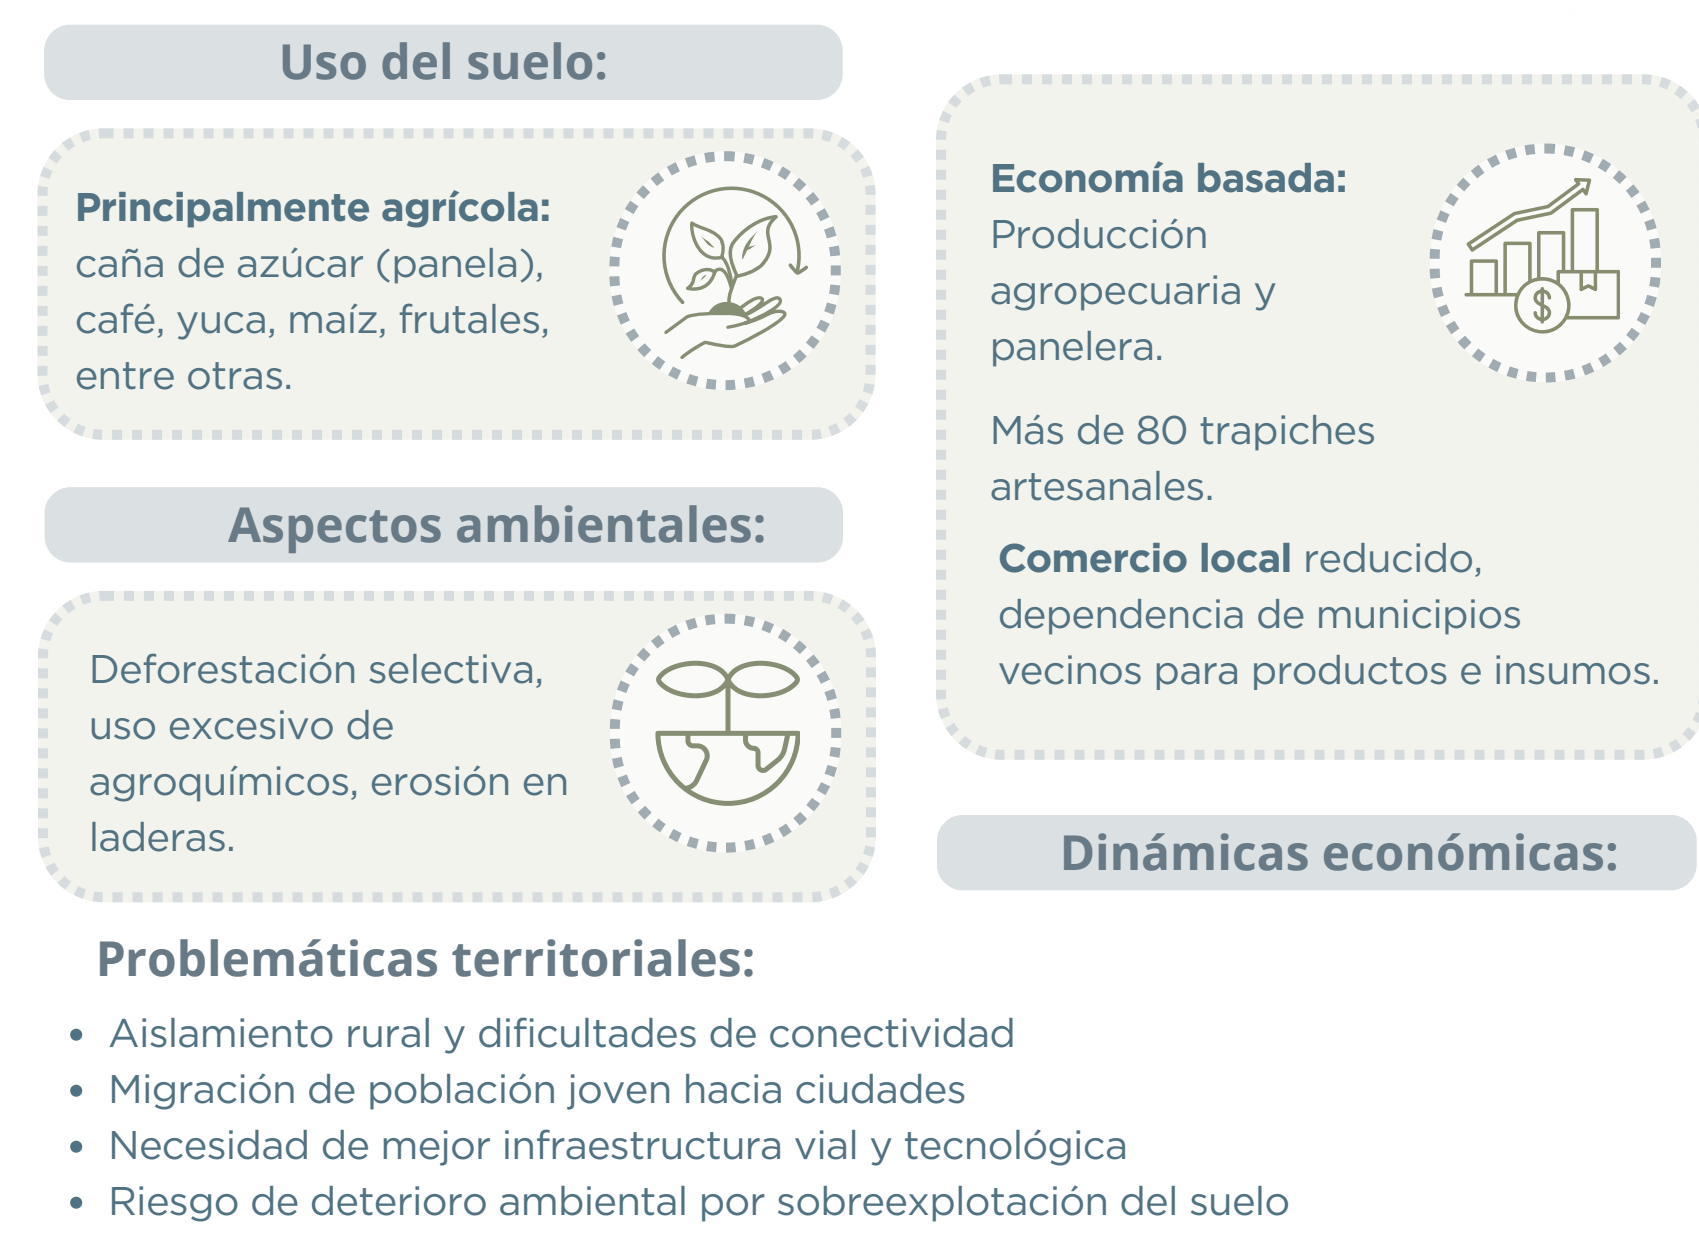 Uso del suelo:
Principalmente agrícola:
caña de azúcar (panela),
café, yuca, maíz, frutales,
entre otras.
Aspectos ambientales:
Deforestación selectiva,
uso excesivo de
agroquímicos, erosión en
laderas.
Economía basada:
Producción
agropecuaria y
panelera.
Más de 80 trapiches
artesanales.
Comercio local reducido,
dependencia de municipios
vecinos para productos e insumos.
$
Dinámicas económicas:
Problemáticas territoriales:
• Aislamiento rural y dificultades de conectividad
• Migración de población joven hacia ciudades
• Necesidad de mejor infraestructura vial y tecnológica
• Riesgo de deterioro ambiental por sobreexplotación del suelo